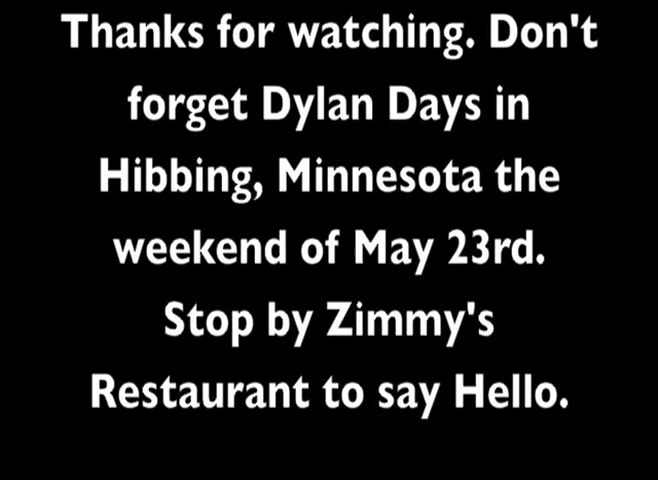 Thanks for watching. Don't
forget Dylan Days in
Hibbing, Minnesota the
weekend of May 23rd.
Stop by Zimmy's
Restaurant to say Hello.